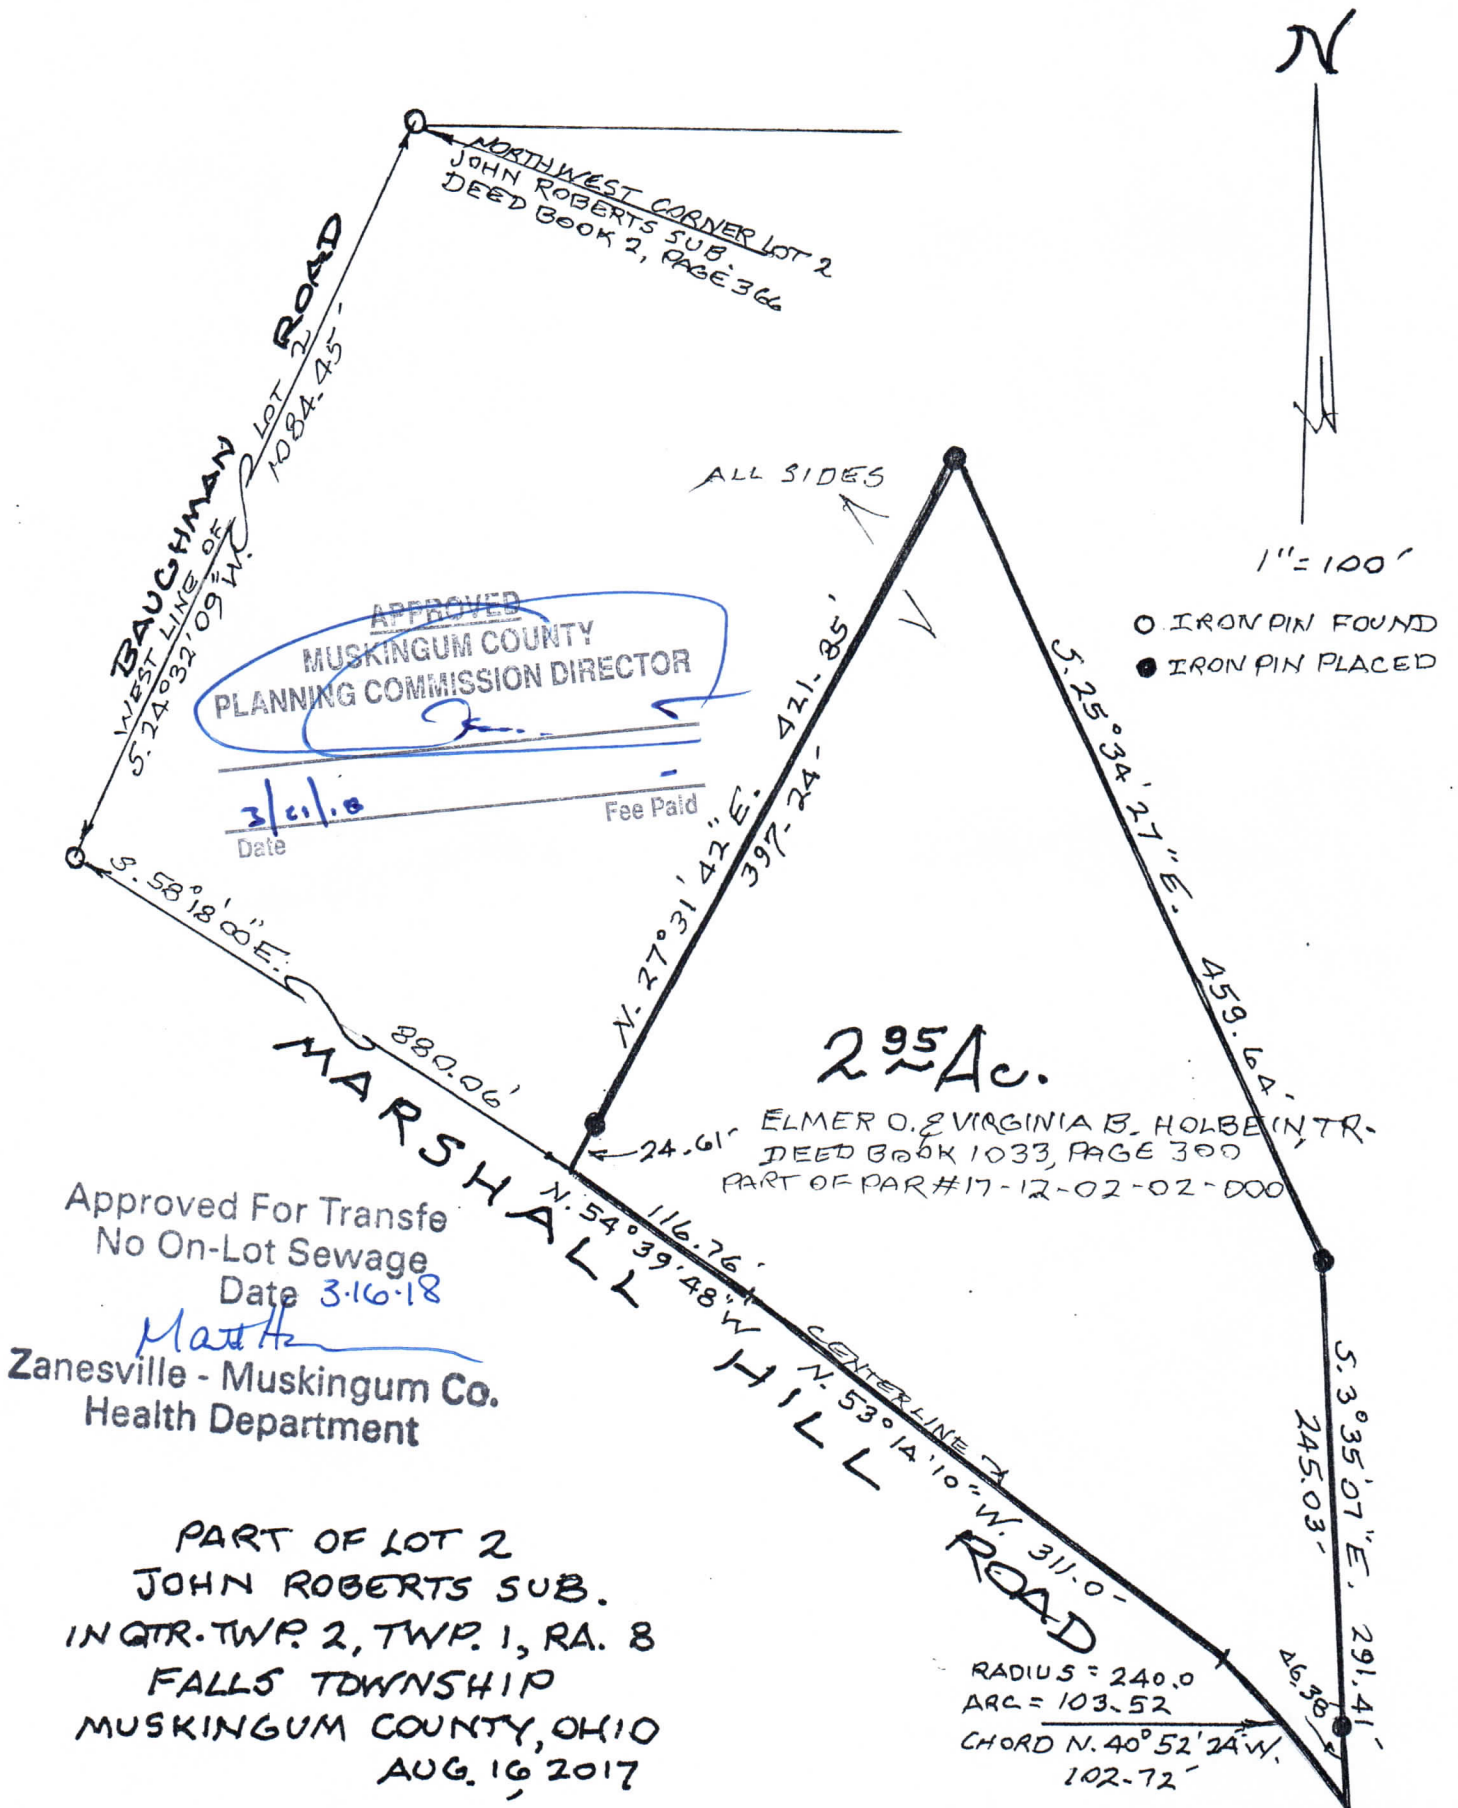 N
NORTHWEST CORNER LOT 2
JOHN ROBERTS SUB.
DEED BOOK 2, PAGE 366
BAUGHMAN ROAD
WEST LINE OF LOT 2
S. 24°32'09"W. 1084.45'
ALL SIDES
1"=100'
IRON PIN FOUND
IRON PIN PLACED
APPROVED
MUSKINGUM COUNTY
PLANNING COMMISSION DIRECTOR
Fee Paid
Date
N. 27°31'42"E. 421.85'
397.24'
S. 25°34'27"E. 459.64'
S. 58°18'00"E.
880.06'
MARSHALL HILL ROAD
24.61'
2 95 Ac.
ELMER O. & VIRGINIA B. HOLBEIN, TR.
DEED BOOK 1033, PAGE 300
PART OF PAR #17-12-02-02-000
116.76'
N. 54°39'48"W
CENTERLINE
N. 53°14'10"W. 311.0'
S. 3°35'07"E. 291.41'
245.03'
46.38'
RADIUS = 240.0
ARC = 103.52
CHORD N. 40°52'24"W.
102.72'
Approved For Transfe
No On-Lot Sewage
Date 3-16-18
Zanesville - Muskingum Co.
Health Department
PART OF LOT 2
JOHN ROBERTS SUB.
IN QTR. TWP. 2, TWP. 1, RA. 8
FALLS TOWNSHIP
MUSKINGUM COUNTY, OHIO
AUG. 16, 2017